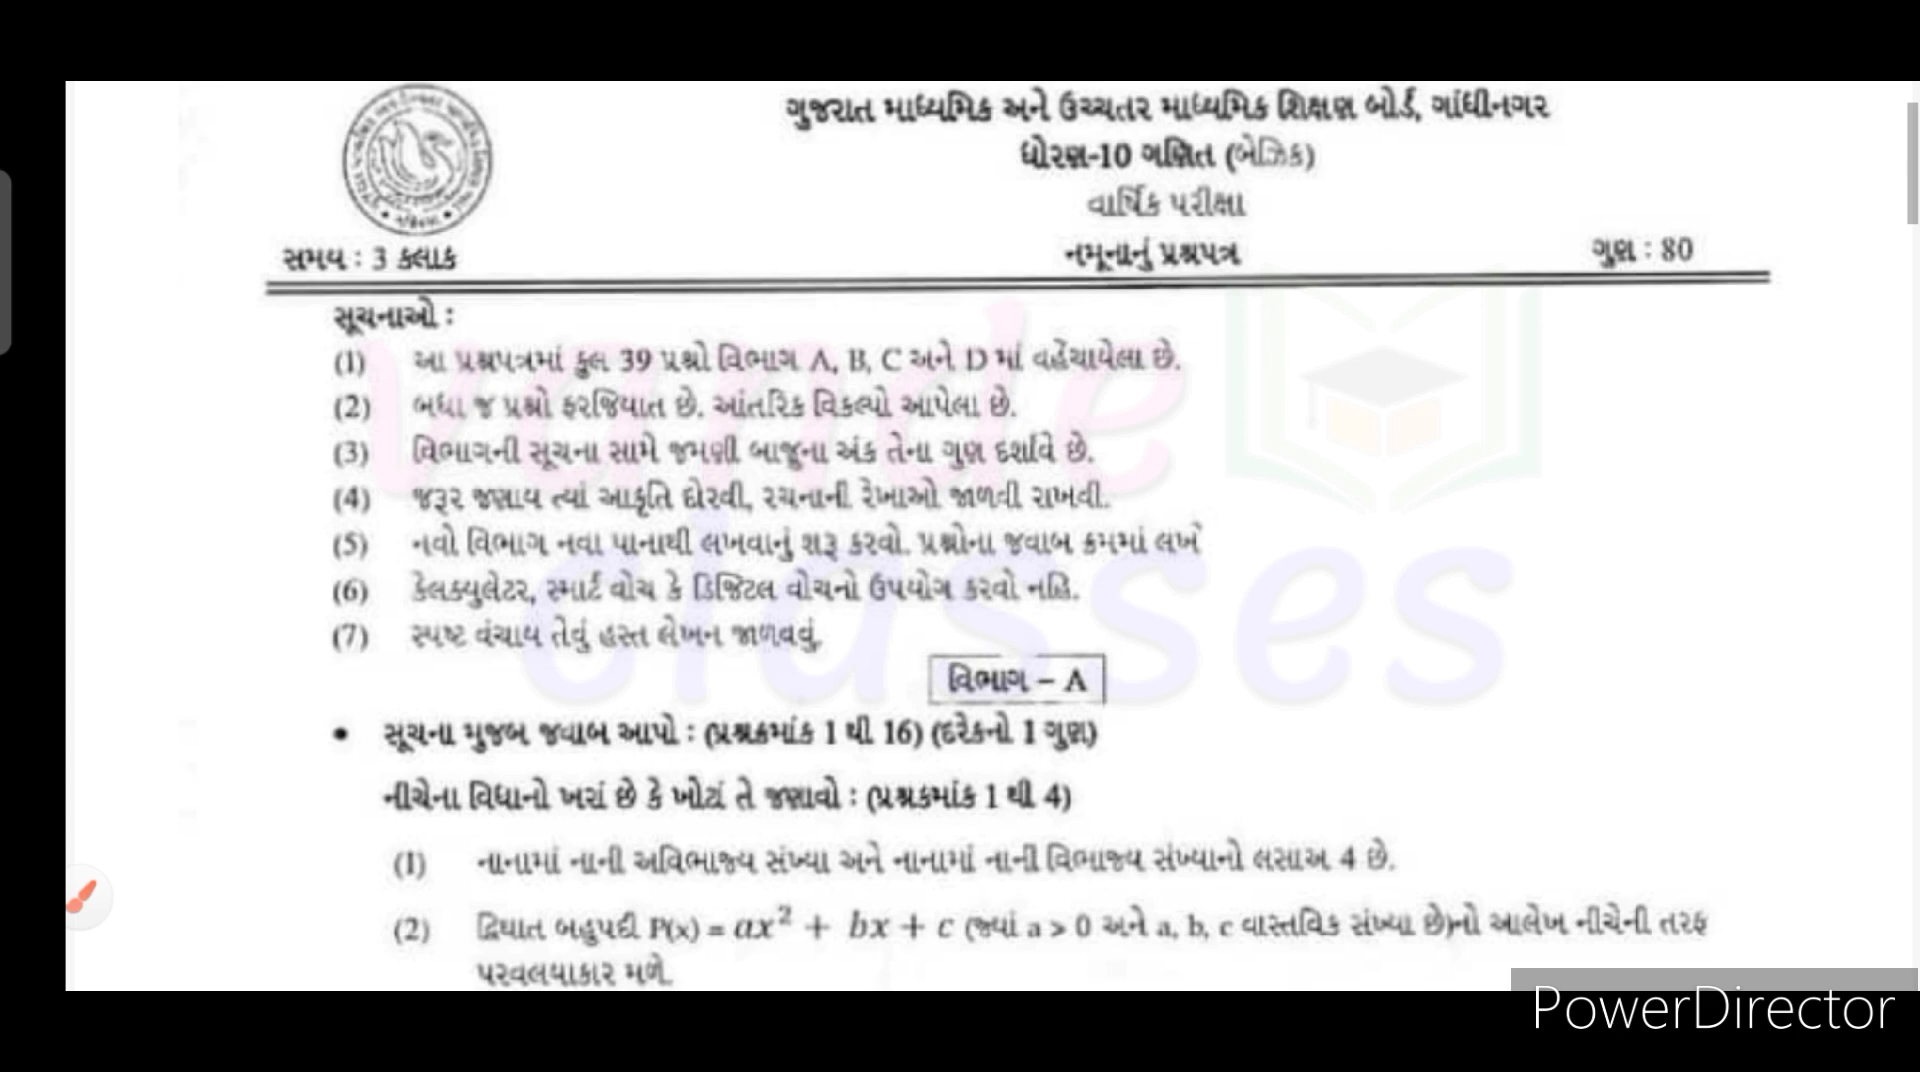 ગુજરાત માધ્યમિક અને ઉચ્ચતર માધ્યમિક શિક્ષણ બોર્ડ, ગાંધીનગર
ધોરણ-10 ગણિત (બેઝિક)
વાર્ષિક પરીક્ષા
સમય : 3 કલાક નમૂનાનું પ્રશ્નપત્ર ગુણ : 80
સૂચનાઓ :
(1) આ પ્રશ્નપત્રમાં કુલ 39 પ્રશ્નો વિભાગ A, B, C અને D માં વહેંચાયેલા છે.
(2) બધા જ પ્રશ્નો ફરજિયાત છે. આંતરિક વિકલ્પો આપેલા છે.
(3) વિભાગની સૂચના સામે જમણી બાજુના અંક તેના ગુણ દર્શાવે છે.
(4) જરૂર જણાય ત્યાં આકૃતિ દોરવી, રચનાની રેખાઓ જાળવી રાખવી.
(5) નવો વિભાગ નવા પાનાથી લખવાનું શરૂ કરવો. પ્રશ્નોના જવાબ ક્રમમાં લખે
(6) કેલક્યુલેટર, સ્માર્ટ વોચ કે ડિજિટલ વોચનો ઉપયોગ કરવો નહિ.
(7) સ્પષ્ટ વંચાય તેવું હસ્ત લેખન જાળવવું.
vande
classes
વિભાગ – A
• સૂચના મુજબ જવાબ આપો : (પ્રશ્નક્રમાંક 1 થી 16) (દરેકનો 1 ગુણ)
નીચેના વિધાનો ખરાં છે કે ખોટાં તે જણાવો : (પ્રશ્નક્રમાંક 1 થી 4)
(1) નાનામાં નાની અવિભાજ્ય સંખ્યા અને નાનામાં નાની વિભાજ્ય સંખ્યાનો લસાઅ 4 છે.
(2) દ્વિઘાત બહુપદી P(x) = ax² + bx + c (જ્યાં a > 0 અને a, b, c વાસ્તવિક સંખ્યા છે)નો આલેખ નીચેની તરફ
પરવલયાકાર મળે.
PowerDirector